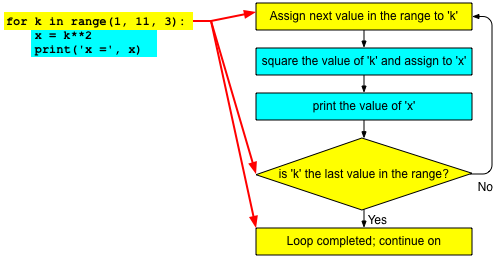 for k in range(1, 11, 3):
x = k**2
print('x =', x)
Assign next value in the range to 'k'
square the value of 'k' and assign to 'x'
print the value of 'x'
is 'k' the last value in the range?
No
Yes
Loop completed; continue on